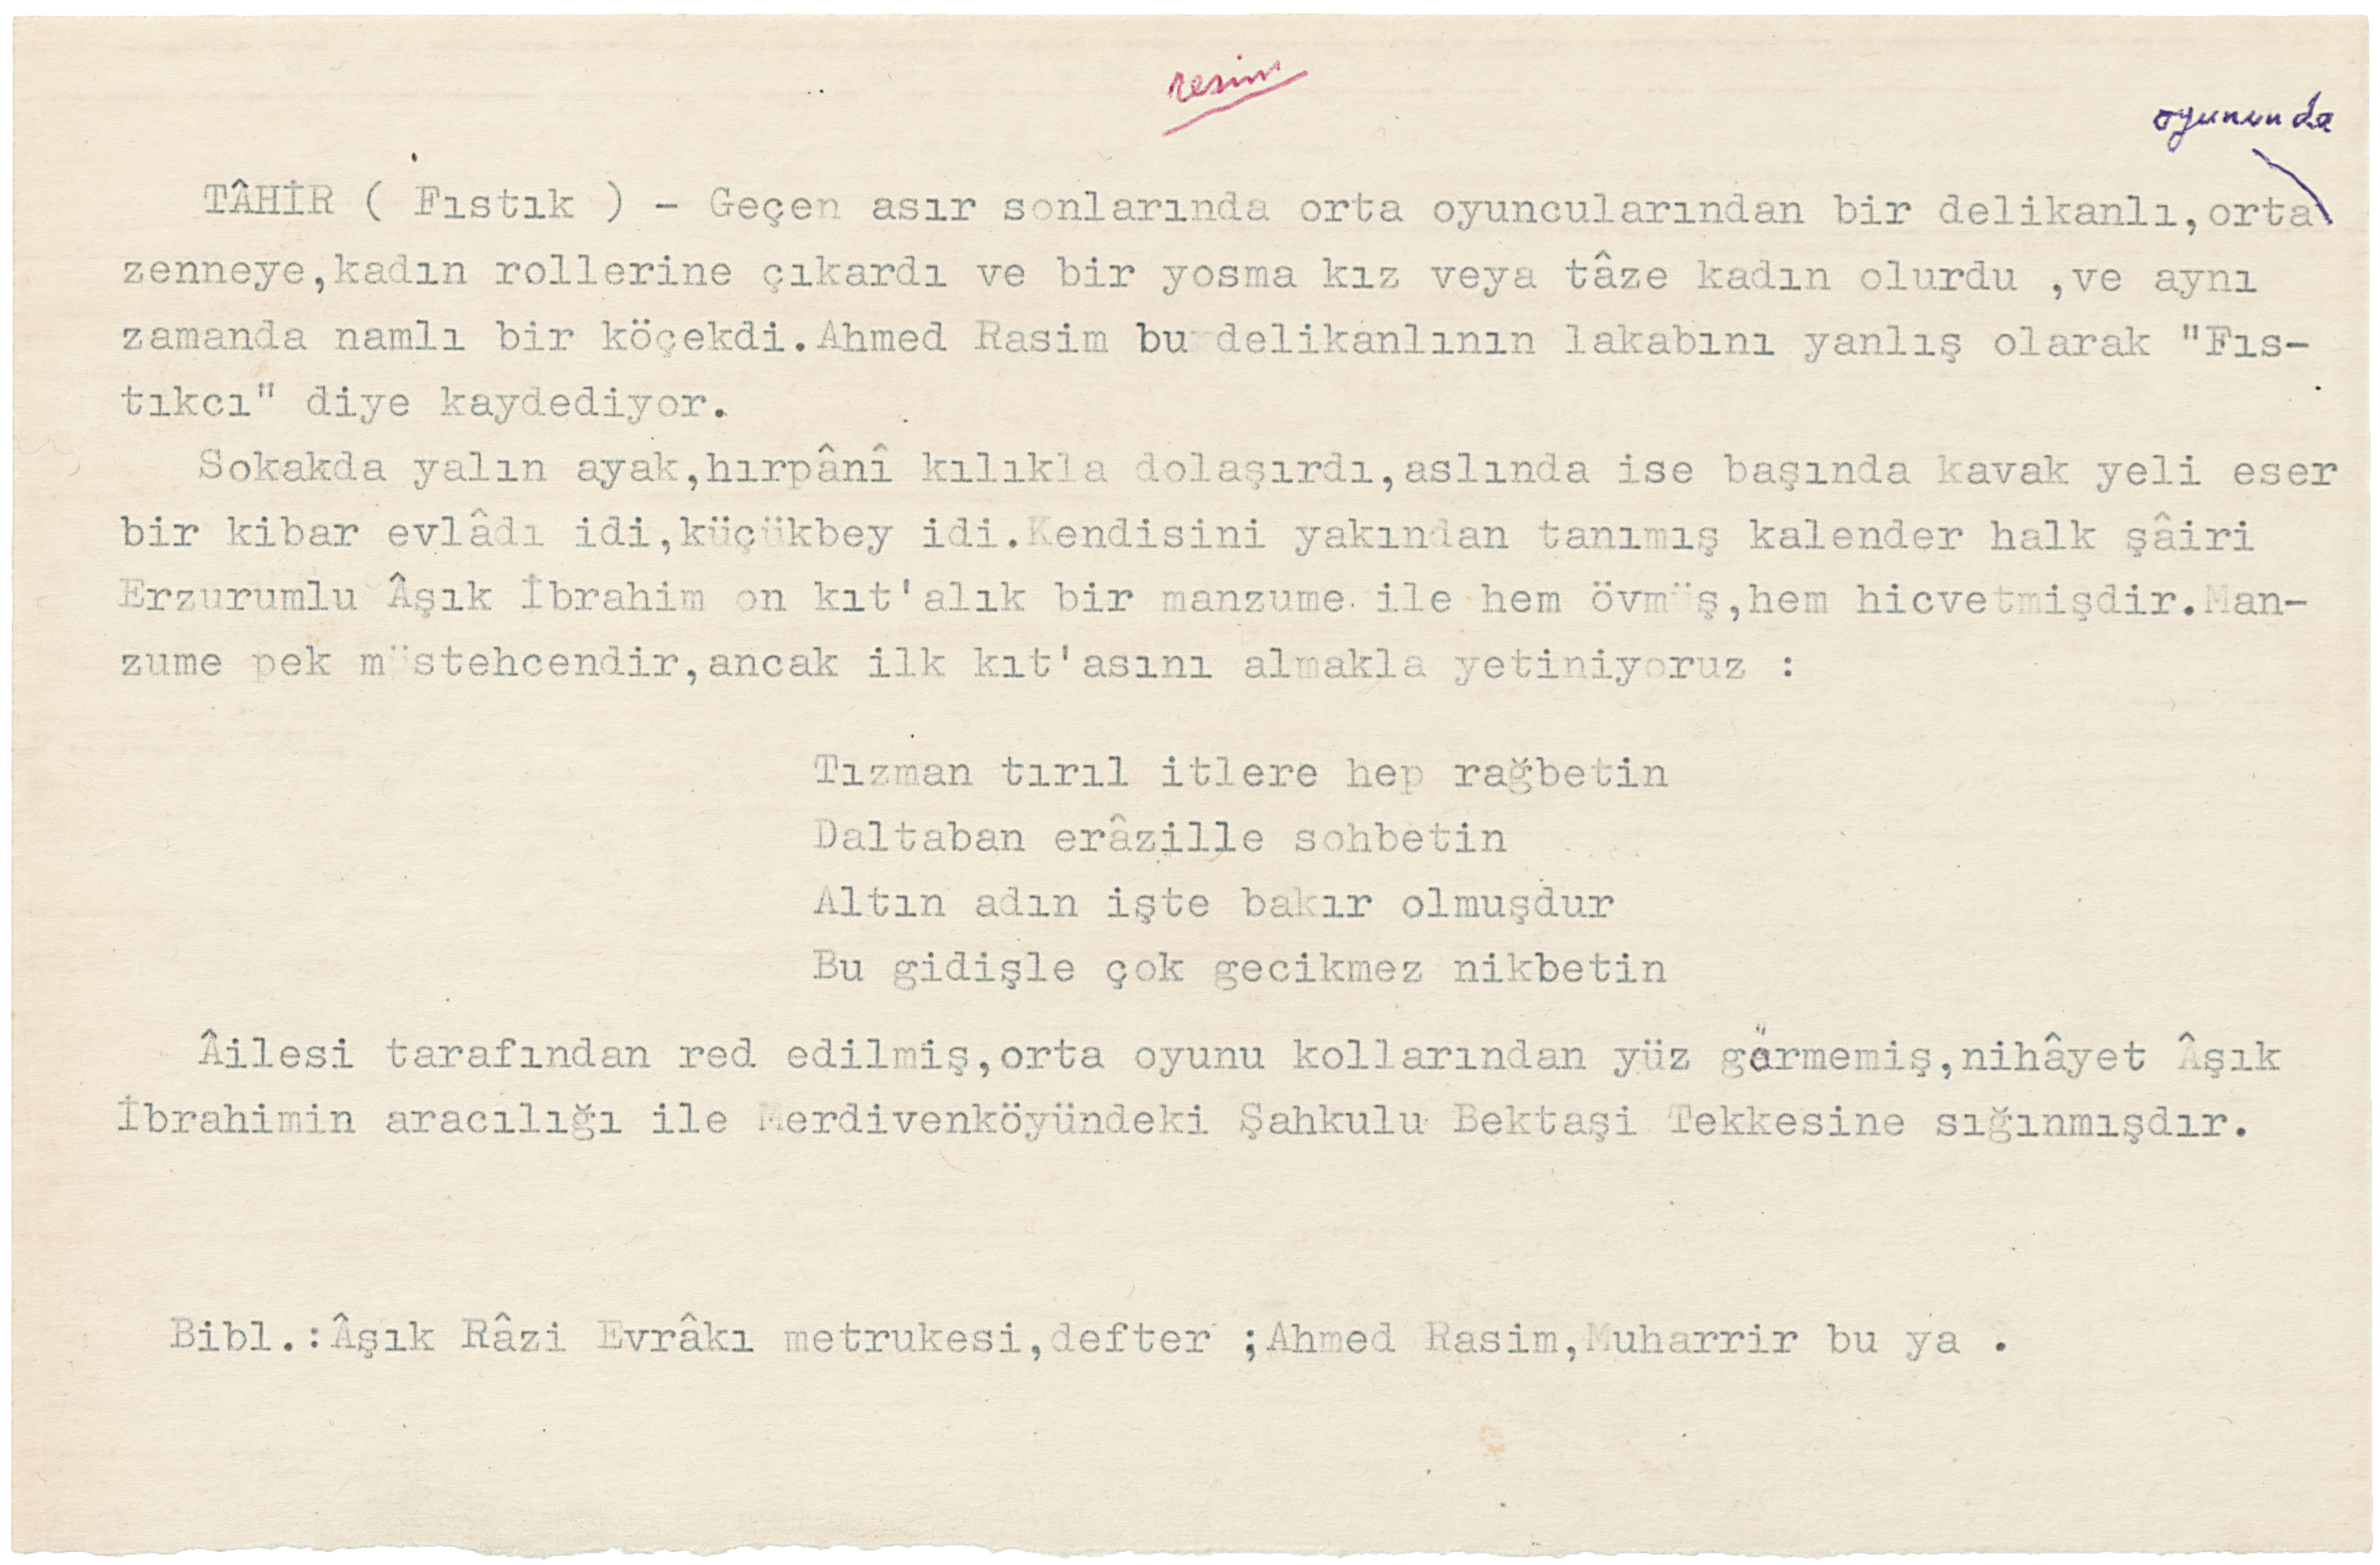 resim
oyununda
TÂHİR ( Fıstık ) - Geçen asır sonlarında orta oyuncularından bir delikanlı,orta
zenneye,kadın rollerine çıkardı ve bir yosma kız veya tâze kadın olurdu ,ve aynı
zamanda namlı bir köçekdi.Ahmed Rasim bu delikanlının lakabını yanlış olarak "Fıs-
tıkcı" diye kaydediyor.
Sokakda yalın ayak,hırpânî kılıkla dolaşırdı,aslında ise başında kavak yeli eser
bir kibar evlâdı idi,küçükbey idi.Kendisini yakından tanımış kalender halk şâiri
Erzurumlu Âşık İbrahim on kıt'alık bir manzume ile hem övmüş,hem hicvetmişdir.Man-
zume pek müstehcendir,ancak ilk kıt'asını almakla yetiniyoruz :
Tızman tırıl itlere hep rağbetin
Daltaban erâzille sohbetin
Altın adın işte bakır olmuşdur
Bu gidişle çok gecikmez nikbetin
Âilesi tarafından red edilmiş,orta oyunu kollarından yüz görmemiş,nihâyet Âşık
İbrahimin aracılığı ile Merdivenköyündeki Şahkulu Bektaşi Tekkesine sığınmışdır.
Bibl.:Âşık Râzi Evrâkı metrukesi,defter ;Ahmed Rasim,Muharrir bu ya .